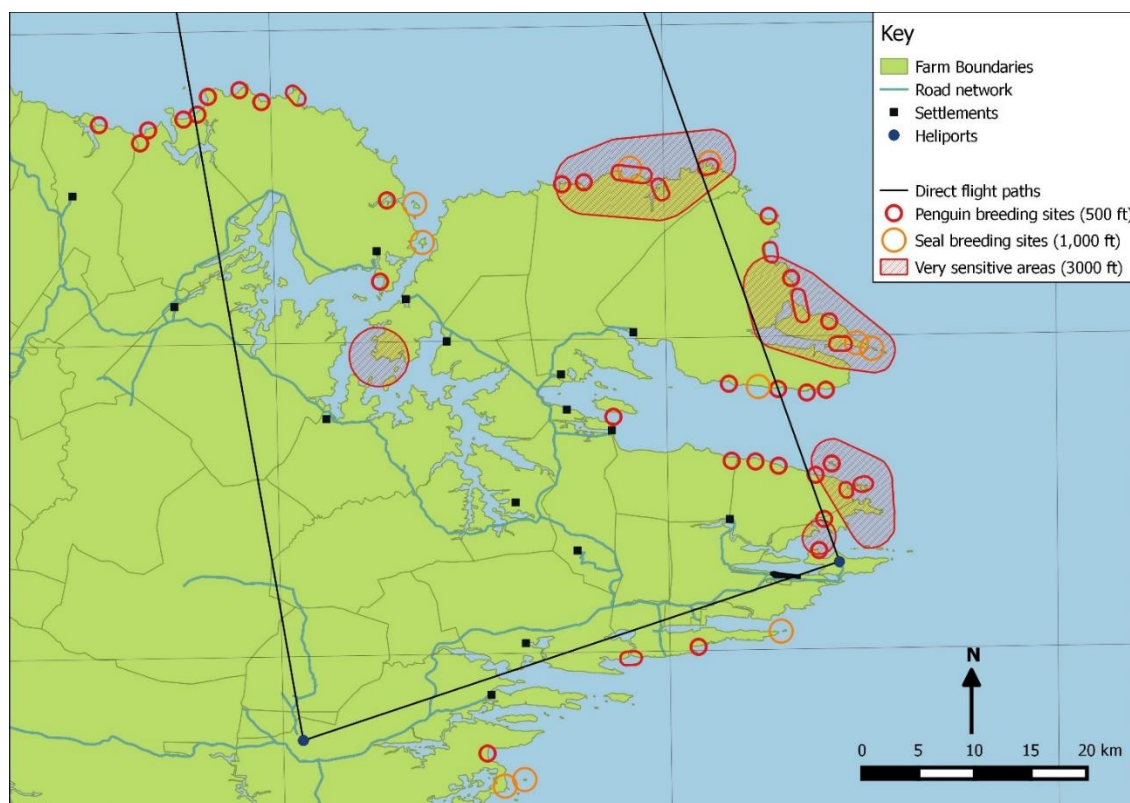 Key
Farm Boundaries
Road network
Settlements
Heliports
Direct flight paths
Penguin breeding sites (500 ft)
Seal breeding sites (1,000 ft)
Very sensitive areas (3000 ft)
N
0 5 10 15 20 km